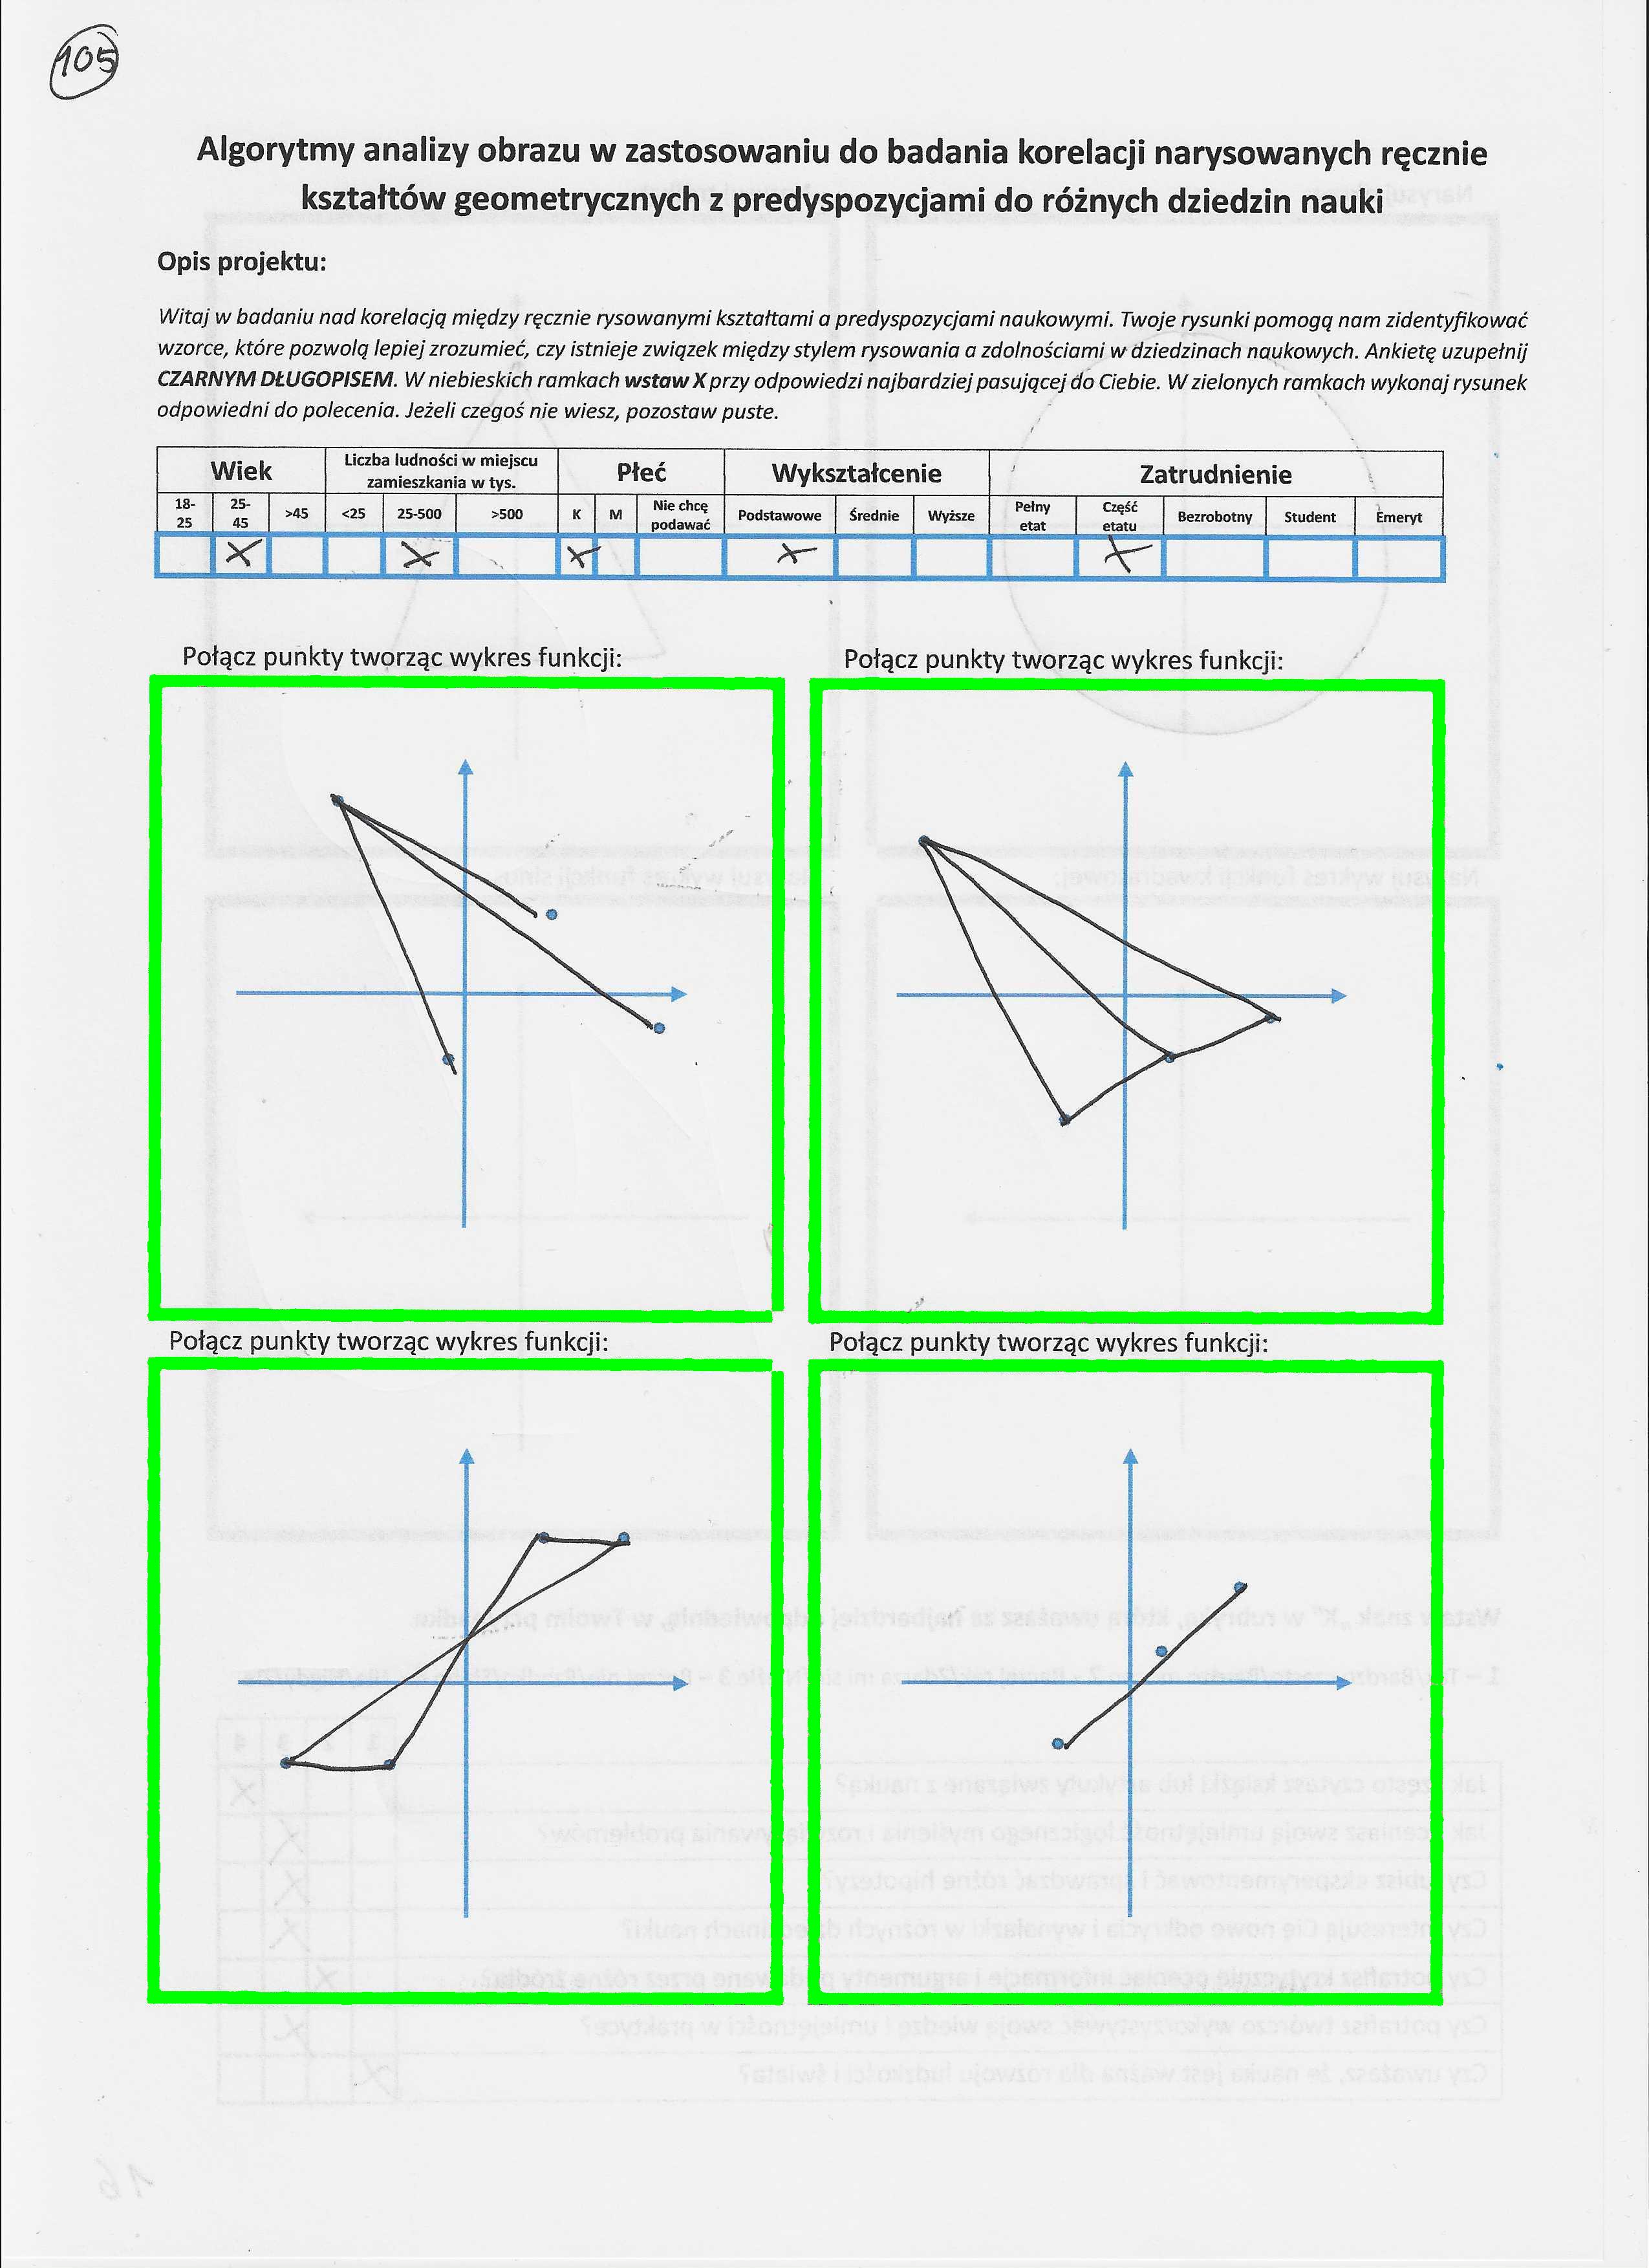 105
Algorytmy analizy obrazu w zastosowaniu do badania korelacji narysowanych ręcznie
kształtów geometrycznych z predyspozycjami do różnych dziedzin nauki
Opis projektu:
Witaj w badaniu nad korelacją między ręcznie rysowanymi kształtami a predyspozycjami naukowymi. Twoje rysunki pomogą nam zidentyfikować
wzorce, które pozwolą lepiej zrozumieć, czy istnieje związek między stylem rysowania a zdolnościami w dziedzinach naukowych. Ankietę uzupełnij
CZARNYM DŁUGOPISEM. W niebieskich ramkach wstaw X przy odpowiedzi najbardziej pasującej do Ciebie. W zielonych ramkach wykonaj rysunek
odpowiedni do polecenia. Jeżeli czegoś nie wiesz, pozostaw puste.
Wiek Liczba ludności w miejscu zamieszkania w tys. Płeć Wykształcenie Zatrudnienie
18-25 25-45 >45 <25 25-500 >500 K M Nie chcę podawać Podstawowe Średnie Wyższe Pełny etat Część etatu Bezrobotny Student Emeryt
X X X X X
Połącz punkty tworząc wykres funkcji: Połącz punkty tworząc wykres funkcji:
Połącz punkty tworząc wykres funkcji: Połącz punkty tworząc wykres funkcji: